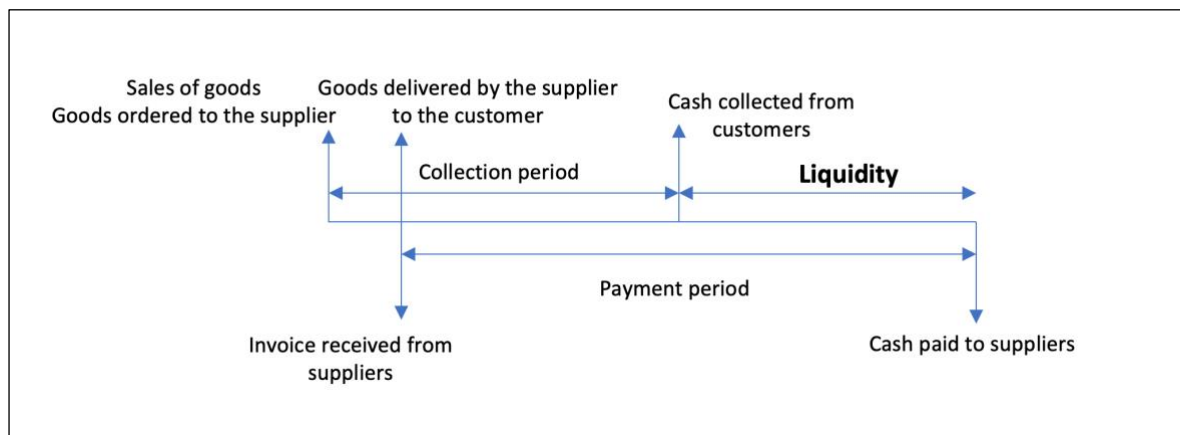 Sales of goods
Goods ordered to the supplier
Goods delivered by the supplier
to the customer
Cash collected from
customers
Collection period
Liquidity
Payment period
Invoice received from
suppliers
Cash paid to suppliers